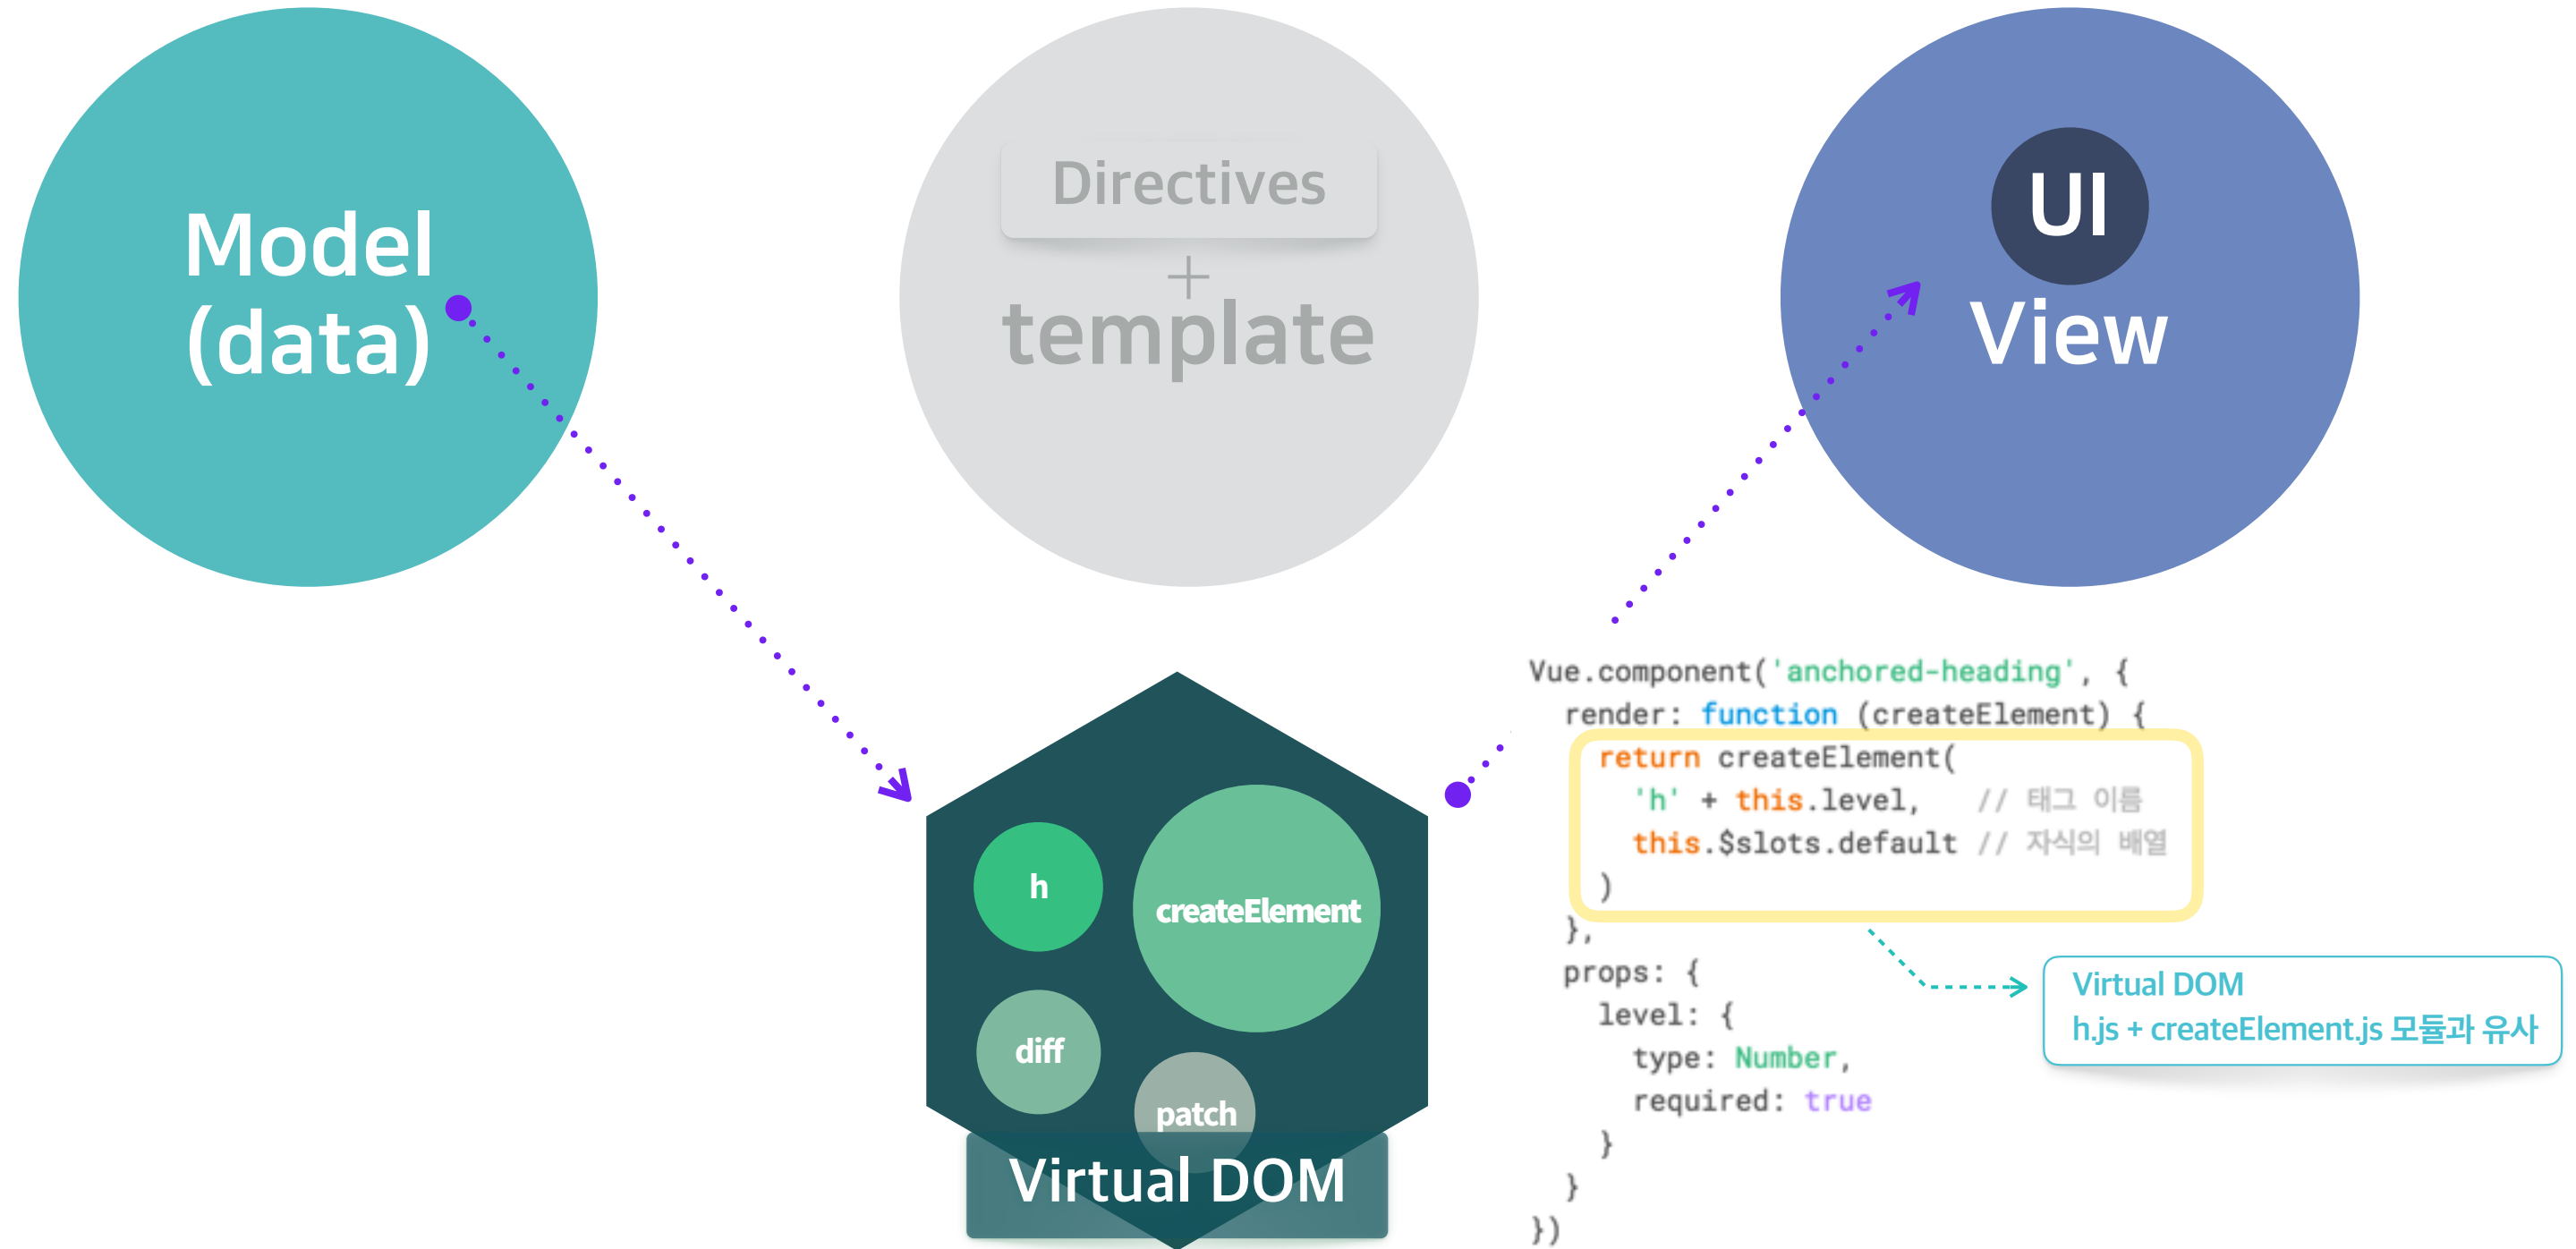 Model
(data)
Directives
+
template
UI
View
h
createElement
diff
patch
Virtual DOM
Vue.component('anchored-heading', {
  render: function (createElement) {
    return createElement(
      'h' + this.level,   // 태그 이름
      this.$slots.default // 자식의 배열
    )
  },
  props: {
    level: {
      type: Number,
      required: true
    }
  }
})
Virtual DOM
h.js + createElement.js 모듈과 유사